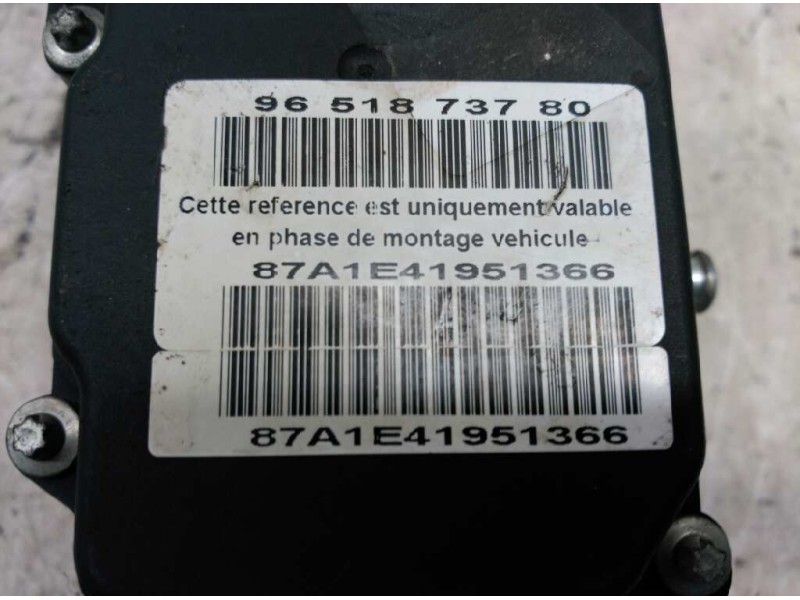 96 518 737 80
Cette reference est uniquement valable
en phase de montage vehicule
87A1E41951366
87A1E41951366